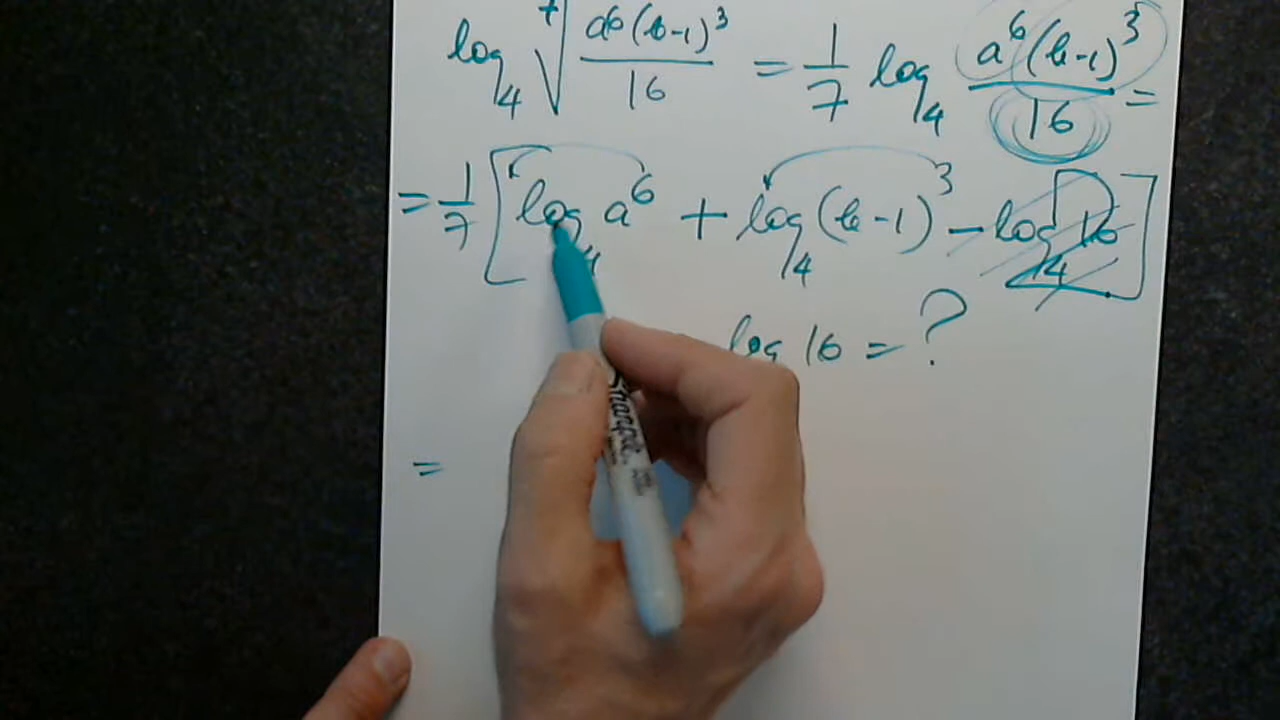 log₄ ⁷√(a⁶(b-1)³/16) = 1/7 log₄ a⁶(b-1)³/16 =
= 1/7 [log₄ a⁶ + log₄ (b-1)³ - log₄ 16]
log 16 = ?
=
Sharpie